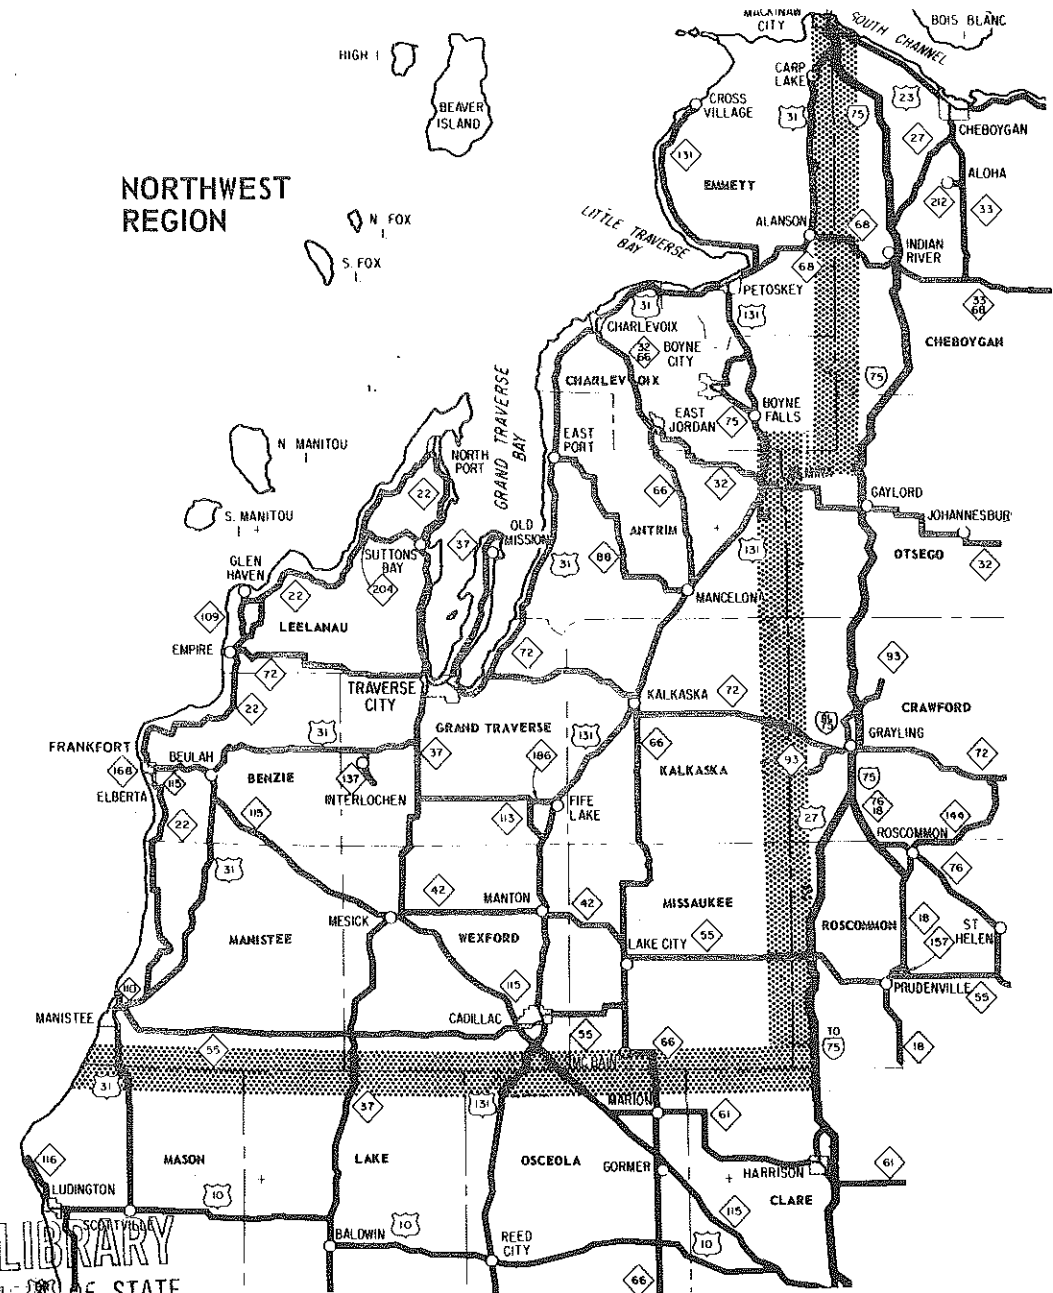 MACKINAW
CITY
SOUTH CHANNEL
BOIS BLANC
HIGH I
BEAVER
ISLAND
CARP
LAKE
CROSS
VILLAGE
31
75
23
27
CHEBOYGAN
NORTHWEST
REGION
131
EMMETT
ALOHA
212
33
N. FOX
I.
LITTLE TRAVERSE
BAY
ALANSON
68
INDIAN
RIVER
S. FOX
I.
68
PETOSKEY
33
68
31
131
CHARLEVOIX
32
66
BOYNE
CITY
CHEBOYGAN
CHARLEVOIX
75
GRAND TRAVERSE
BAY
EAST
JORDAN
75
BOYNE
FALLS
N. MANITOU
I
NORTH
PORT
EAST
PORT
22
66
32
GAYLORD
S. MANITOU
I
OLD
MISSION
ANTRIM
JOHANNESBUR
37
SUTTONS
BAY
31
88
131
OTSEGO
32
GLEN
HAVEN
22
204
MANCELONA
109
LEELANAU
EMPIRE
72
93
72
TRAVERSE
CITY
KALKASKA
72
CRAWFORD
22
31
GRAND TRAVERSE
131
GRAYLING
FRANKFORT
BEULAH
37
186
66
KALKASKA
93
72
168
115
BENZIE
137
75
ELBERTA
INTERLOCHEN
FIFE
LAKE
76
18
115
113
27
144
22
ROSCOMMON
31
76
42
MANTON
42
MISSAUKEE
MESICK
55
18
ST
HELEN
MANISTEE
WEXFORD
LAKE CITY
ROSCOMMON
157
110
115
PRUDENVILLE
55
MANISTEE
CADILLAC
55
TO
75
18
55
66
MC BAIN
31
37
131
MARION
61
116
MASON
LAKE
OSCEOLA
GORMER
HARRISON
61
LUDINGTON
10
CLARE
SCOTTVILLE
115
LIBRARY
BALDWIN
10
REED
CITY
10
OF STATE
66